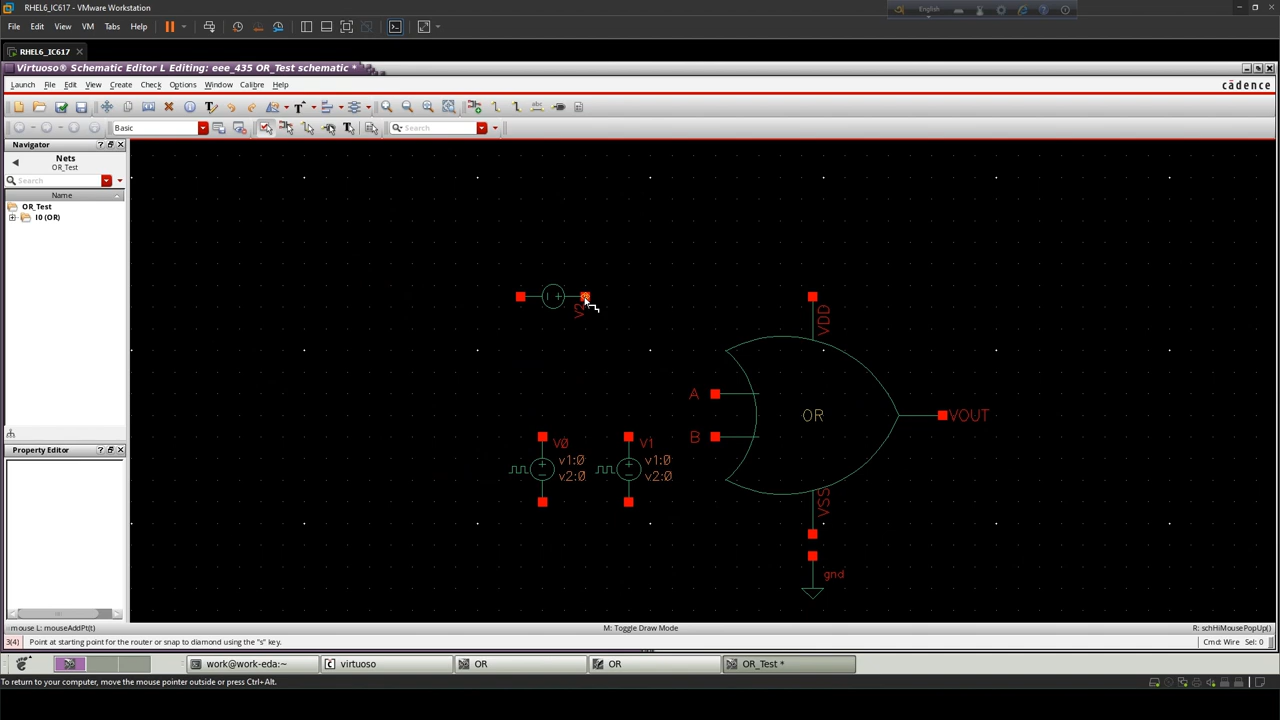 RHEL6_IC617 - VMware Workstation
English
File Edit View VM Tabs Help
RHEL6_IC617
Virtuoso® Schematic Editor L Editing: eee_435 OR_Test schematic *
Launch File Edit View Create Check Options Window Calibre Help
cādence
Basic
Search
Navigator
Nets
OR_Test
Search
Name
OR_Test
I0 (OR)
Property Editor
VDD
A
B
OR
VOUT
VSS
gnd
V0
v1:0
v2:0
V1
v1:0
v2:0
mouse L: mouseAddPt(t)
M: Toggle Draw Mode
R: schHiMousePopUp()
3(4) Point at starting point for the router or snap to diamond using the "s" key.
Cmd: Wire Sel: 0
work@work-eda:~
virtuoso
OR
OR
OR_Test *
To return to your computer, move the mouse pointer outside or press Ctrl+Alt.